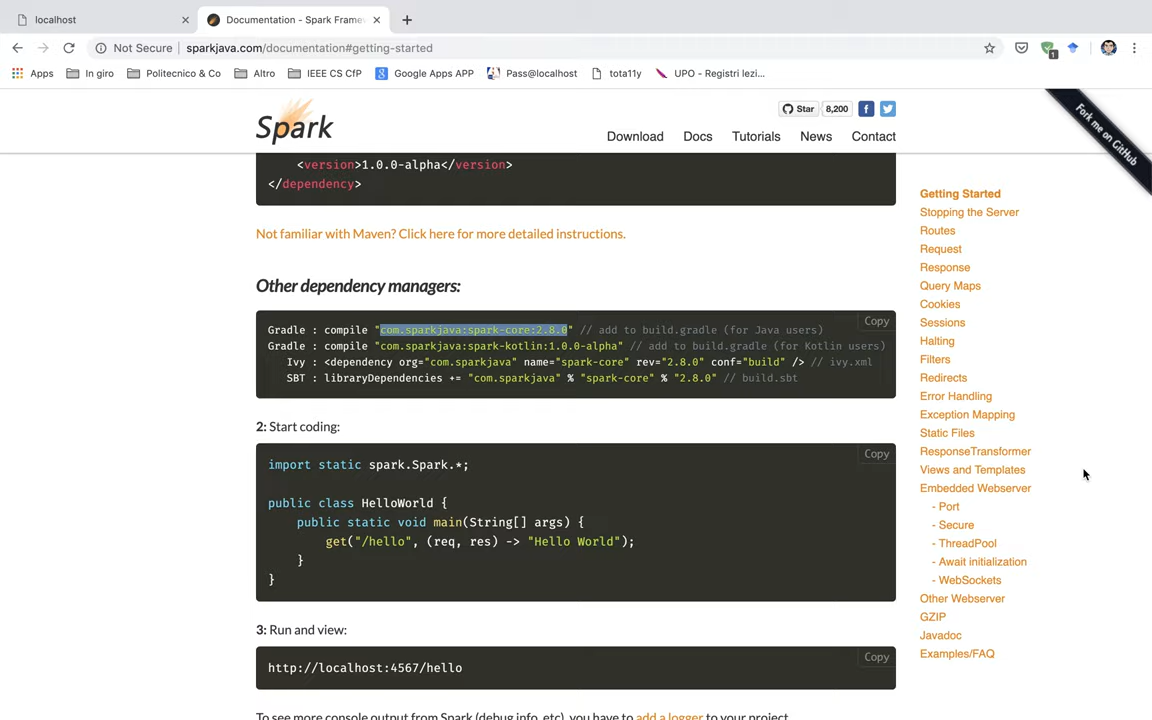 localhost
Documentation - Spark Frame
Not Secure | sparkjava.com/documentation#getting-started
1
Apps
In giro
Politecnico & Co
Altro
IEEE CS CfP
Google Apps APP
Pass@localhost
tota11y
UPO - Registri lezi...
Spark
Star
8,200
Download
Docs
Tutorials
News
Contact
Fork me on GitHub
<version>1.0.0-alpha</version>
</dependency>
Not familiar with Maven? Click here for more detailed instructions.
Other dependency managers:
Copy
Gradle : compile "com.sparkjava:spark-core:2.8.0" // add to build.gradle (for Java users)
Gradle : compile "com.sparkjava:spark-kotlin:1.0.0-alpha" // add to build.gradle (for Kotlin users)
Ivy : <dependency org="com.sparkjava" name="spark-core" rev="2.8.0" conf="build" /> // ivy.xml
SBT : libraryDependencies += "com.sparkjava" % "spark-core" % "2.8.0" // build.sbt
2: Start coding:
Copy
import static spark.Spark.*;
public class HelloWorld {
public static void main(String[] args) {
get("/hello", (req, res) -> "Hello World");
}
}
3: Run and view:
Copy
http://localhost:4567/hello
To see more console output from Spark (debug info, etc), you have to add a logger to your project.
Getting Started
Stopping the Server
Routes
Request
Response
Query Maps
Cookies
Sessions
Halting
Filters
Redirects
Error Handling
Exception Mapping
Static Files
ResponseTransformer
Views and Templates
Embedded Webserver
- Port
- Secure
- ThreadPool
- Await initialization
- WebSockets
Other Webserver
GZIP
Javadoc
Examples/FAQ